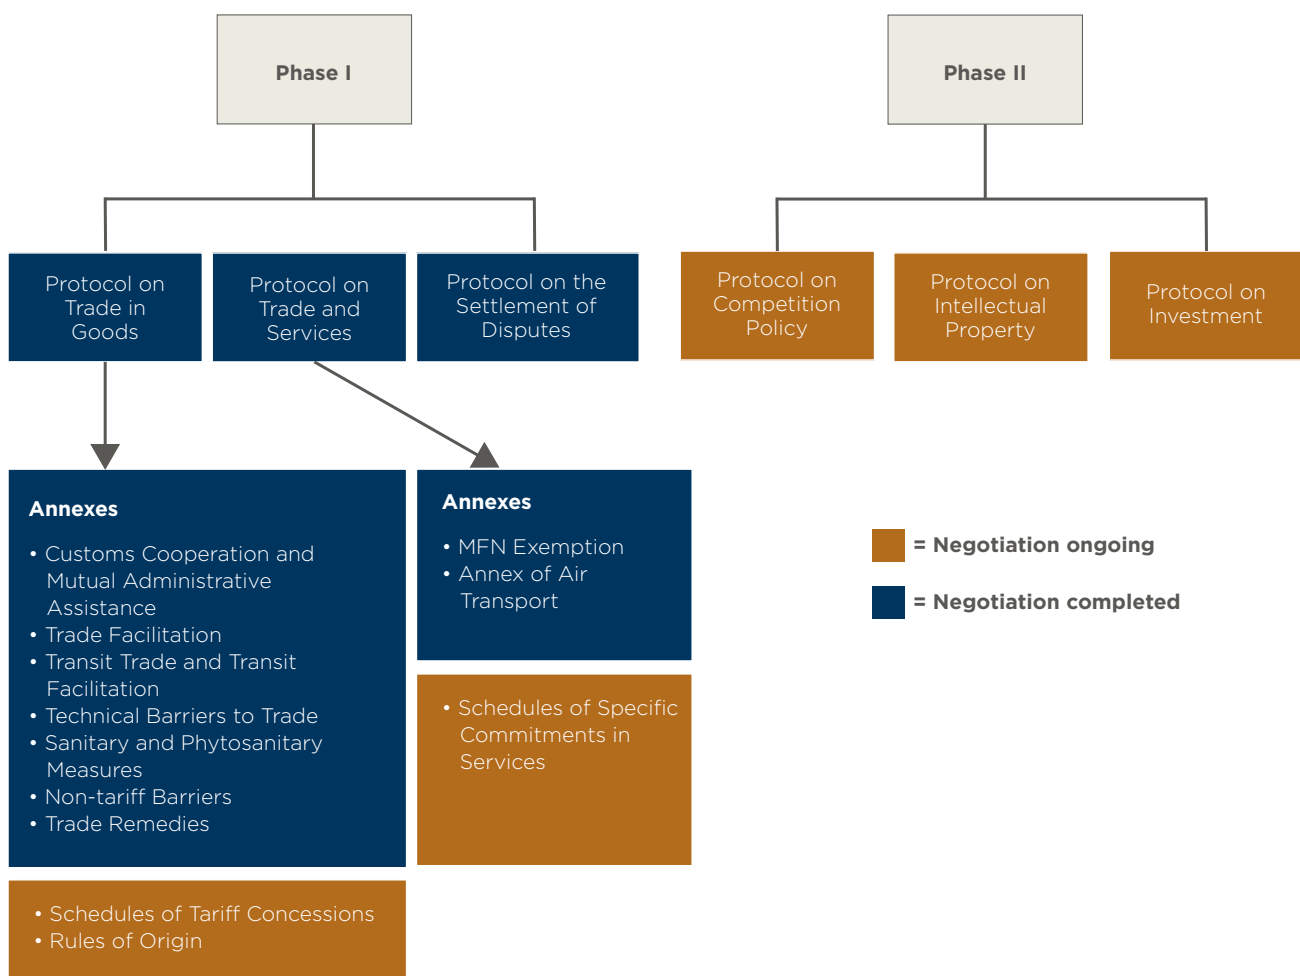 Phase I
Phase II
Protocol on
Trade in
Goods
Protocol on
Trade and
Services
Protocol on the
Settlement of
Disputes
Protocol on
Competition
Policy
Protocol on
Intellectual
Property
Protocol on
Investment
Annexes
• Customs Cooperation and
Mutual Administrative
Assistance
• Trade Facilitation
• Transit Trade and Transit
Facilitation
• Technical Barriers to Trade
• Sanitary and Phytosanitary
Measures
• Non-tariff Barriers
• Trade Remedies
• Schedules of Tariff Concessions
• Rules of Origin
Annexes
• MFN Exemption
• Annex of Air
Transport
• Schedules of Specific
Commitments in
Services
= Negotiation ongoing
= Negotiation completed